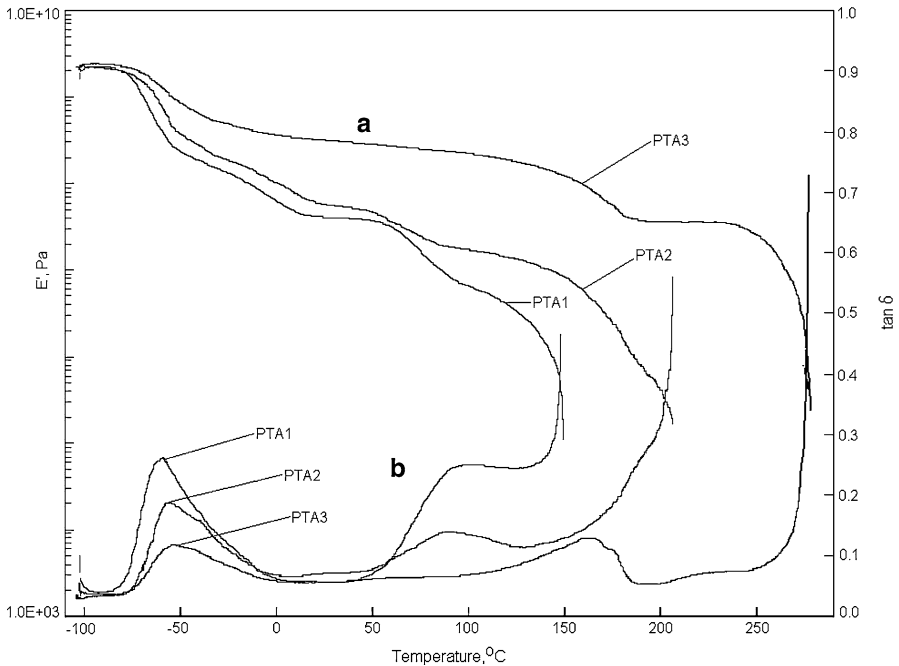 1.0E+10
1.0
0.9
a
0.8
PTA3
0.7
PTA2
0.6
E', Pa
PTA1
0.5
tan δ
0.4
PTA1
b
0.3
PTA2
0.2
PTA3
0.1
1.0E+03
0.0
-100 -50 0 50 100 150 200 250
Temperature,°C